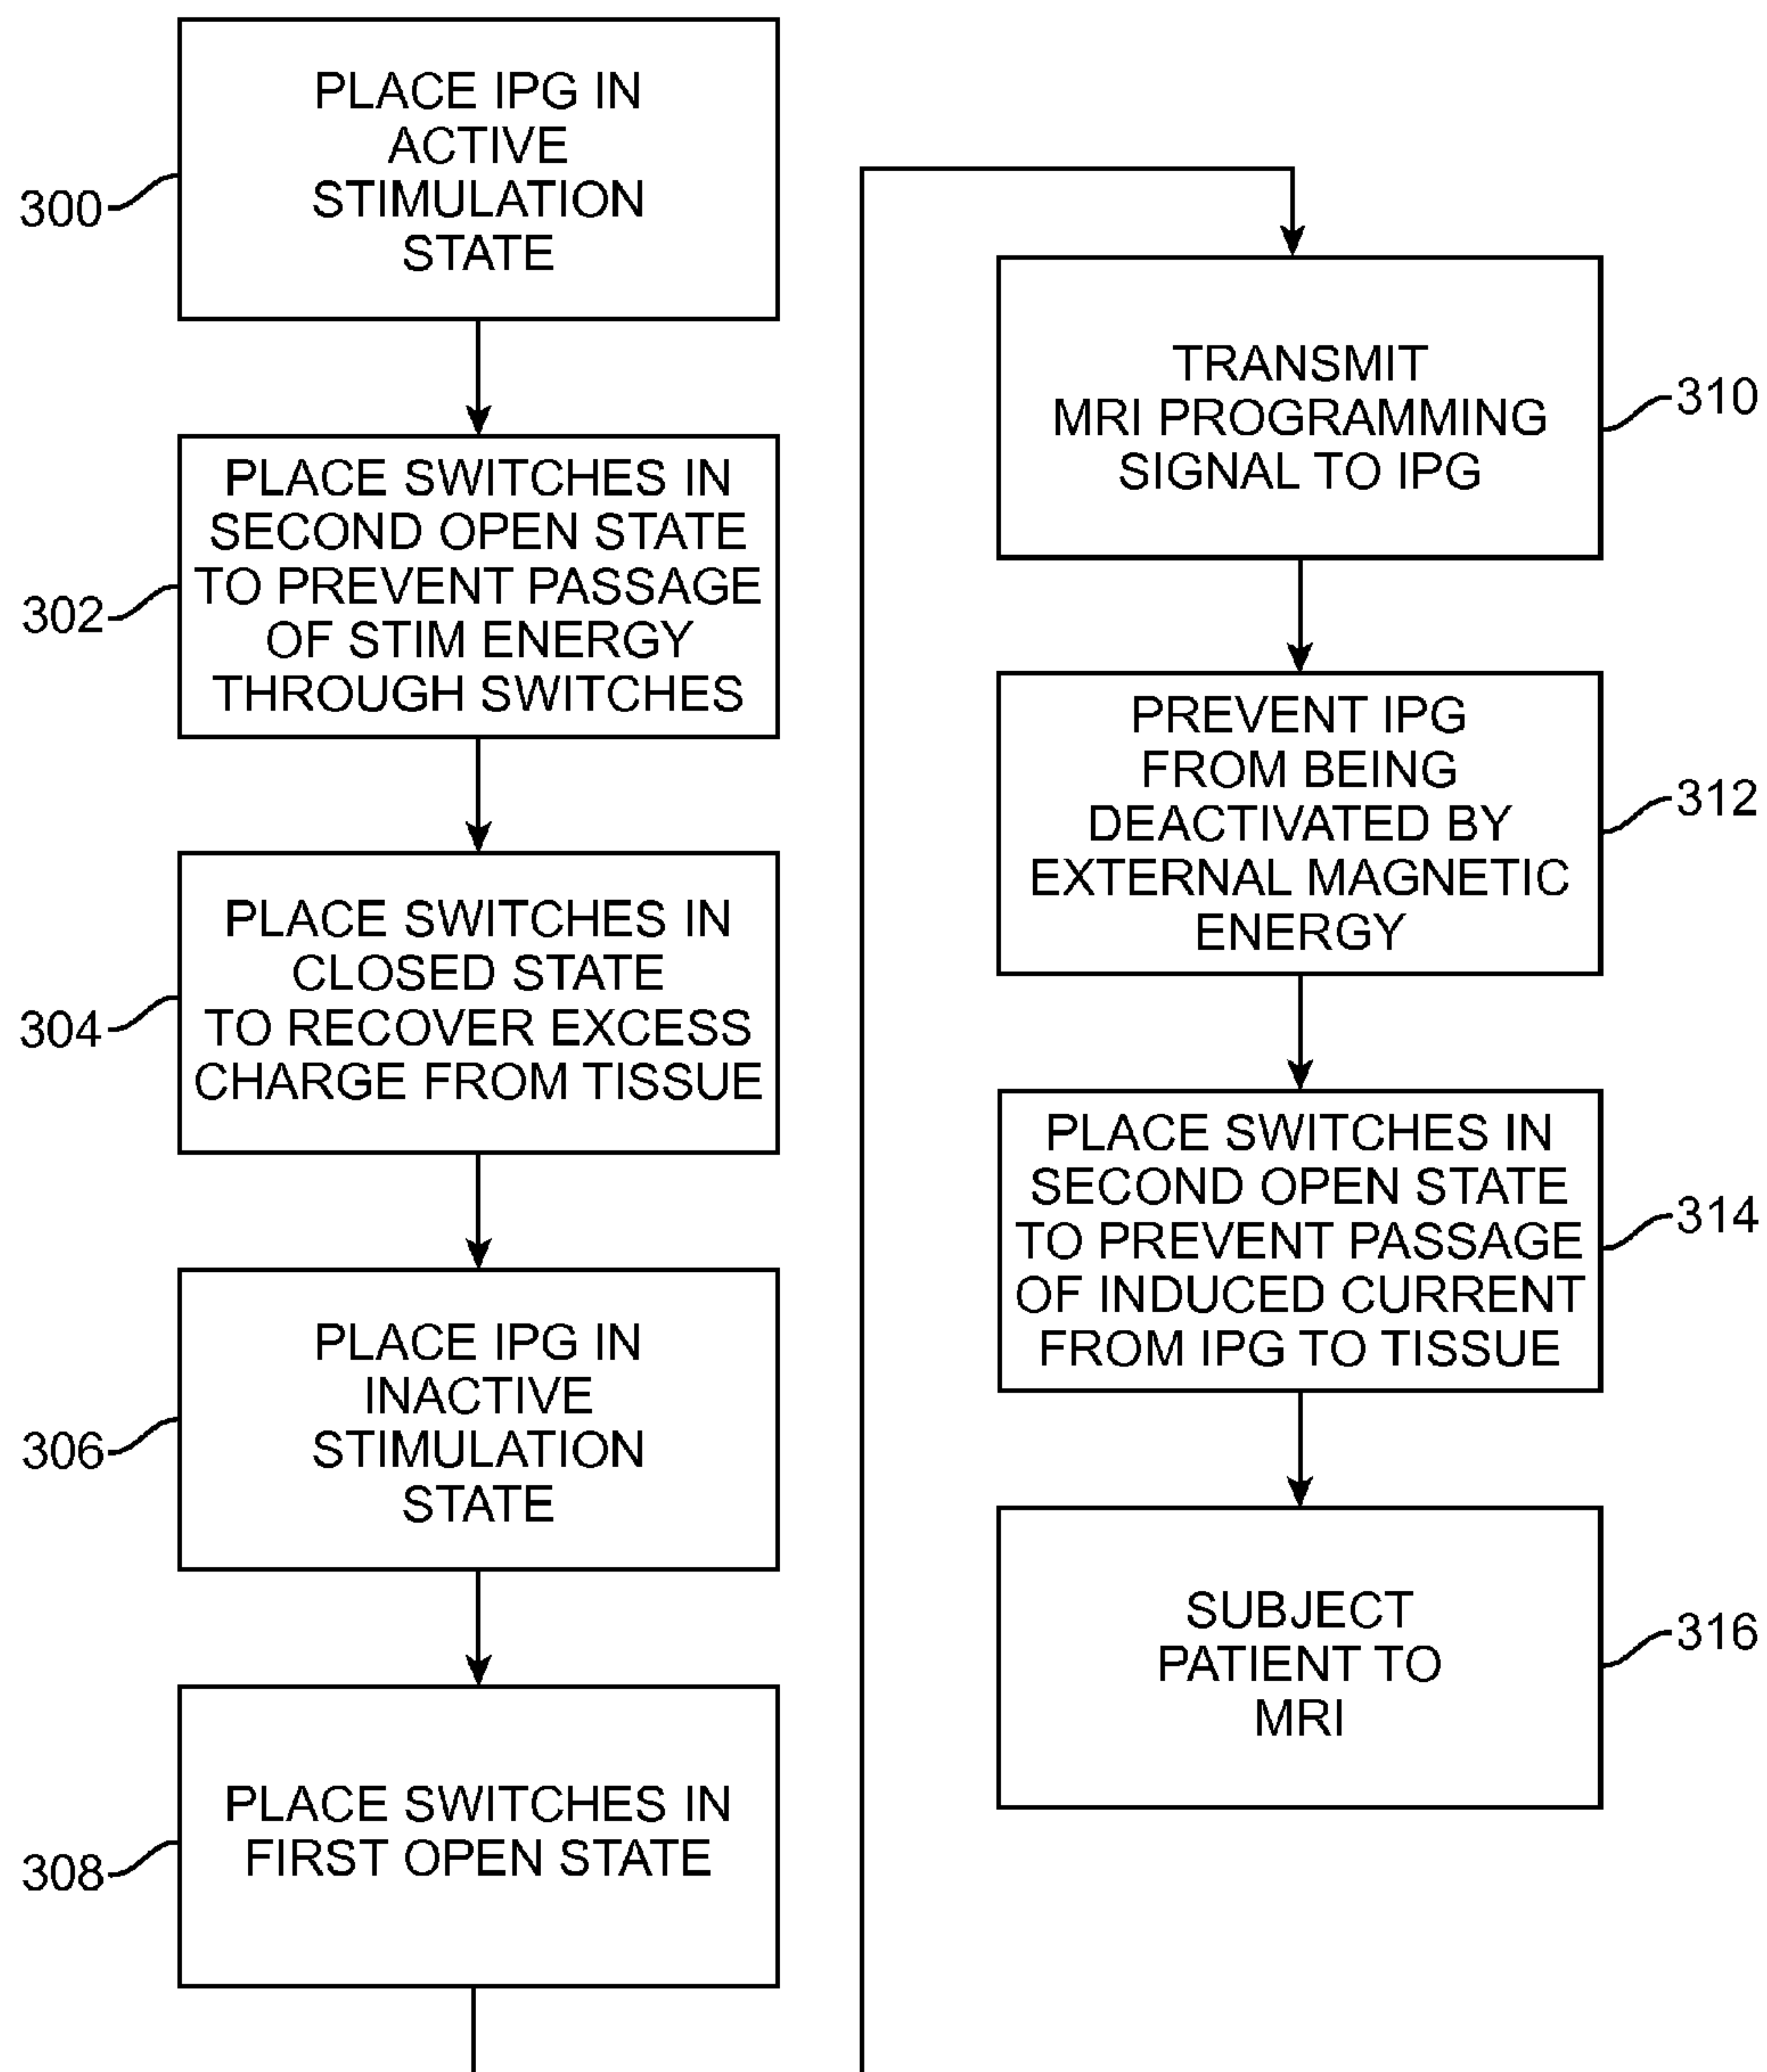 PLACE IPG IN
ACTIVE
STIMULATION
STATE
300
PLACE SWITCHES IN
SECOND OPEN STATE
TO PREVENT PASSAGE
OF STIM ENERGY
THROUGH SWITCHES
302
PLACE SWITCHES IN
CLOSED STATE
TO RECOVER EXCESS
CHARGE FROM TISSUE
304
PLACE IPG IN
INACTIVE
STIMULATION
STATE
306
PLACE SWITCHES IN
FIRST OPEN STATE
308
TRANSMIT
MRI PROGRAMMING
SIGNAL TO IPG
310
PREVENT IPG
FROM BEING
DEACTIVATED BY
EXTERNAL MAGNETIC
ENERGY
312
PLACE SWITCHES IN
SECOND OPEN STATE
TO PREVENT PASSAGE
OF INDUCED CURRENT
FROM IPG TO TISSUE
314
SUBJECT
PATIENT TO
MRI
316